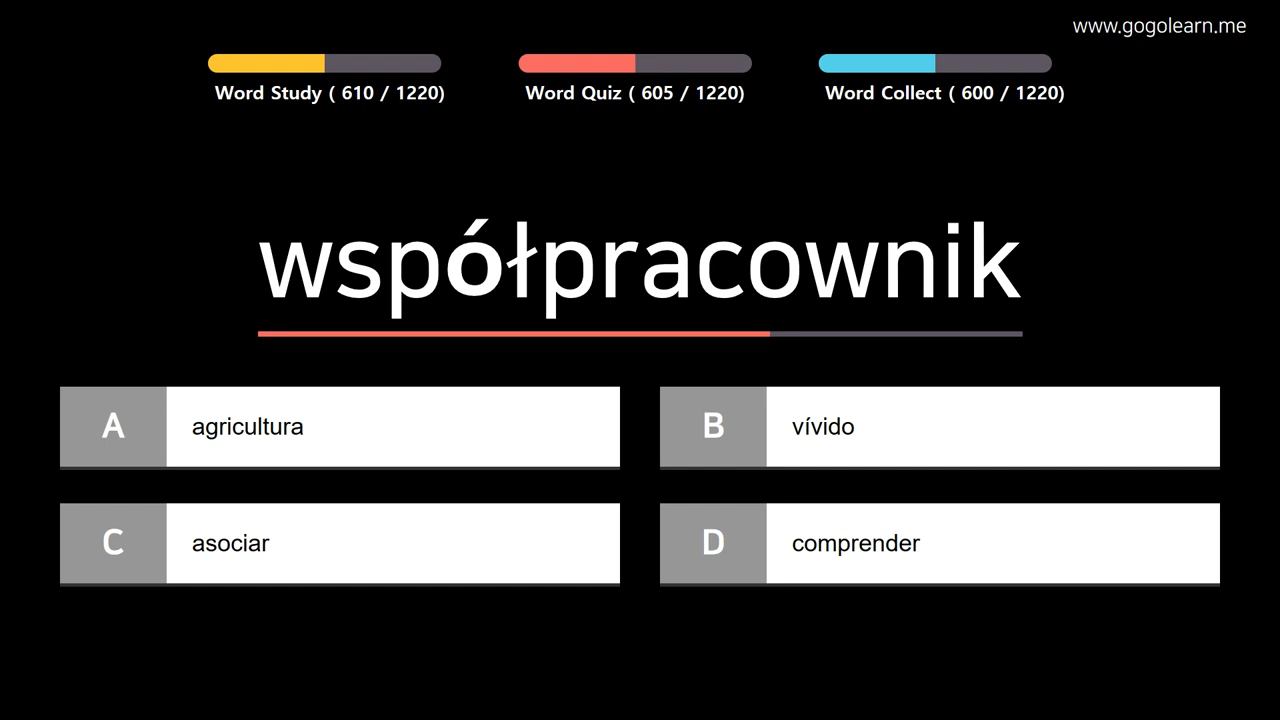 www.gogolearn.me
Word Study ( 610 / 1220)
Word Quiz ( 605 / 1220)
Word Collect ( 600 / 1220)
współpracownik
A agricultura
B vívido
C asociar
D comprender